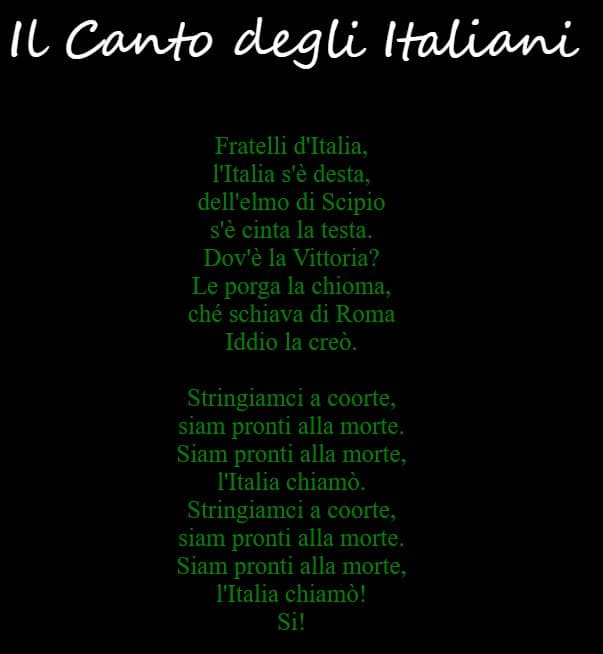 Il Canto degli Italiani
Fratelli d'Italia,
l'Italia s'è desta,
dell'elmo di Scipio
s'è cinta la testa.
Dov'è la Vittoria?
Le porga la chioma,
ché schiava di Roma
Iddio la creò.
Stringiamci a coorte,
siam pronti alla morte.
Siam pronti alla morte,
l'Italia chiamò.
Stringiamci a coorte,
siam pronti alla morte.
Siam pronti alla morte,
l'Italia chiamò!
Si!